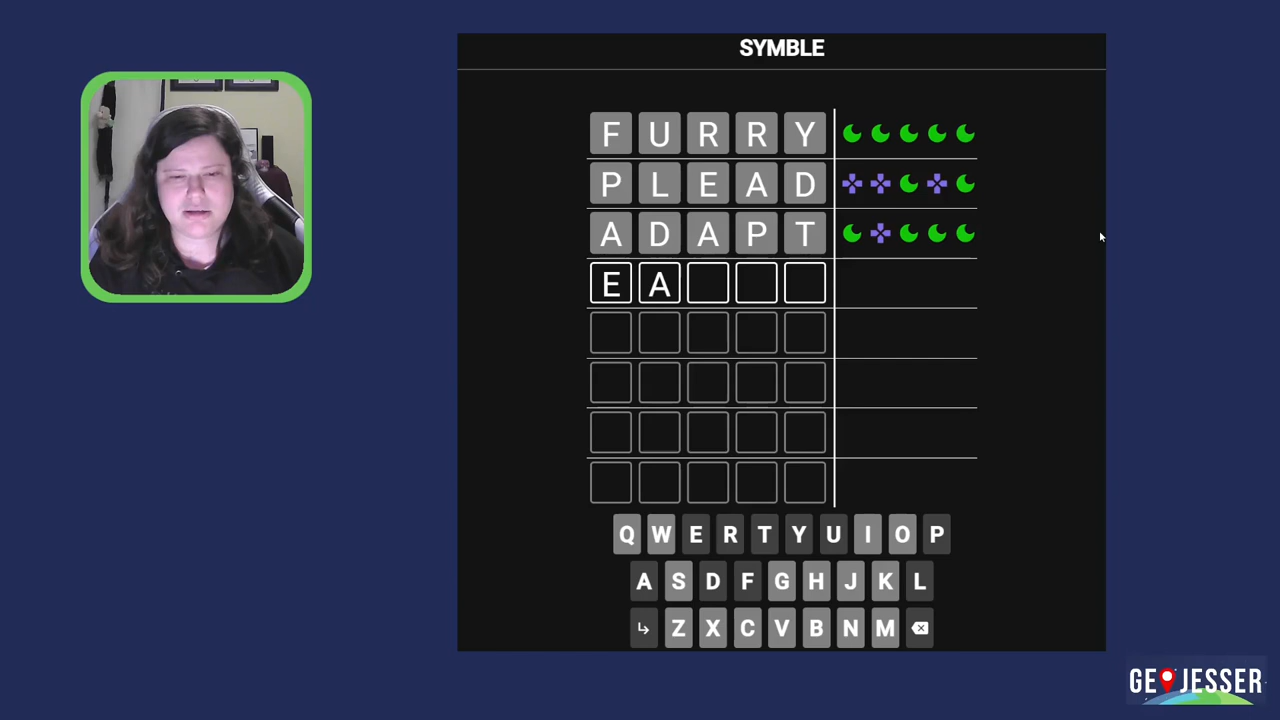 SYMBLE
F U R R Y
P L E A D
A D A P T
E A
Q W E R T Y U I O P
A S D F G H J K L
Z X C V B N M
GEOJESSER